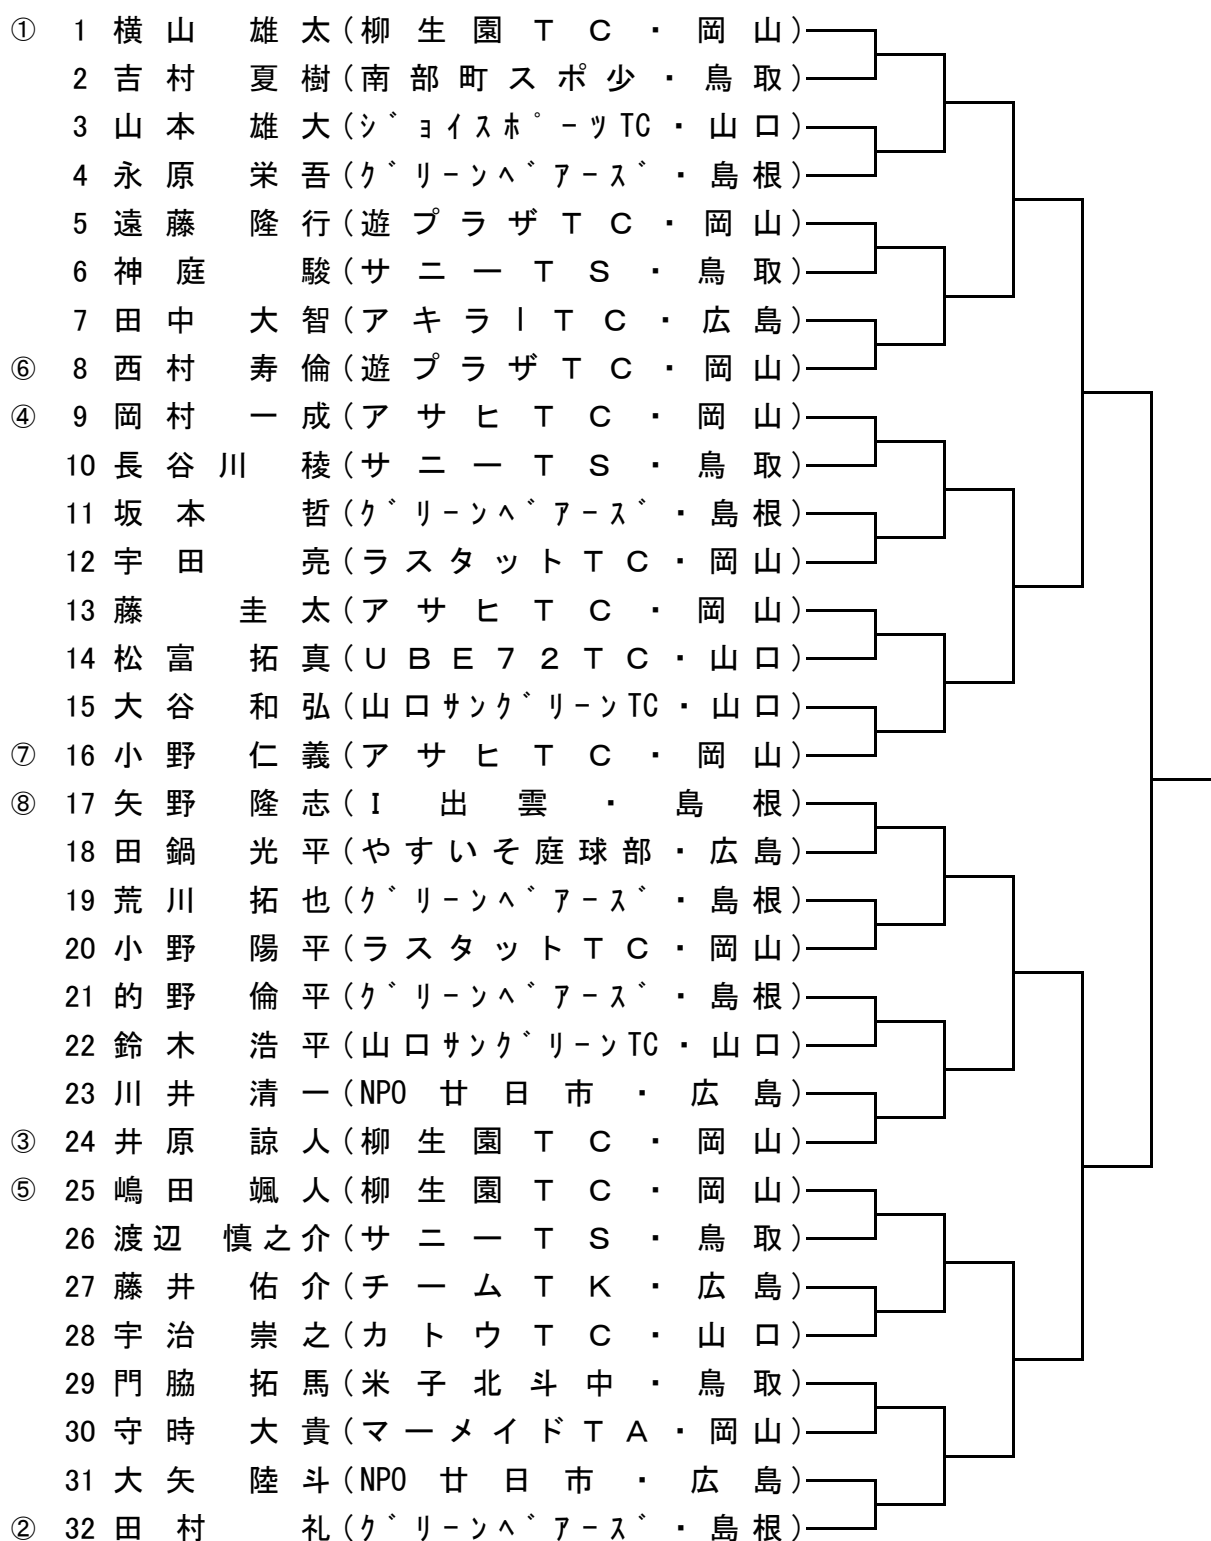 ① 1 横山 雄太(柳生園TC・岡山)
2 吉村 夏樹(南部町スポ少・鳥取)
3 山本 雄大(ｼﾞｮｲｽﾎﾟｰﾂTC・山口)
4 永原 栄吾(ｸﾞﾘｰﾝﾍﾞｱｰｽﾞ・島根)
5 遠藤 隆行(遊プラザTC・岡山)
6 神庭 駿(サニーTS・鳥取)
7 田中 大智(アキラITC・広島)
⑥ 8 西村 寿倫(遊プラザTC・岡山)
④ 9 岡村 一成(アサヒTC・岡山)
10 長谷川 稜(サニーTS・鳥取)
11 坂本 哲(ｸﾞﾘｰﾝﾍﾞｱｰｽﾞ・島根)
12 宇田 亮(ラスタットTC・岡山)
13 藤 圭太(アサヒTC・岡山)
14 松富 拓真(UBE72TC・山口)
15 大谷 和弘(山口ｻﾝｸﾞﾘｰﾝTC・山口)
⑦ 16 小野 仁義(アサヒTC・岡山)
⑧ 17 矢野 隆志(I出雲・島根)
18 田鍋 光平(やすいそ庭球部・広島)
19 荒川 拓也(ｸﾞﾘｰﾝﾍﾞｱｰｽﾞ・島根)
20 小野 陽平(ラスタットTC・岡山)
21 的野 倫平(ｸﾞﾘｰﾝﾍﾞｱｰｽﾞ・島根)
22 鈴木 浩平(山口ｻﾝｸﾞﾘｰﾝTC・山口)
23 川井 清一(NPO廿日市・広島)
③ 24 井原 諒人(柳生園TC・岡山)
⑤ 25 嶋田 颯人(柳生園TC・岡山)
26 渡辺 慎之介(サニーTS・鳥取)
27 藤井 佑介(チームTK・広島)
28 宇治 崇之(カトウTC・山口)
29 門脇 拓馬(米子北斗中・鳥取)
30 守時 大貴(マーメイドTA・岡山)
31 大矢 陸斗(NPO廿日市・広島)
② 32 田村 礼(ｸﾞﾘｰﾝﾍﾞｱｰｽﾞ・島根)